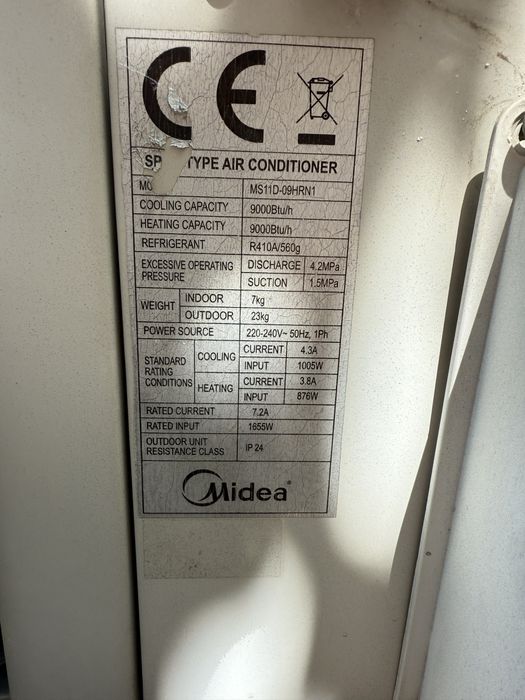 CE
TYPE AIR CONDITIONER
MS11D-09HRN1
COOLING CAPACITY 9000Btu/h
HEATING CAPACITY 9000Btu/h
REFRIGERANT R410A/560g
EXCESSIVE OPERATING PRESSURE DISCHARGE 4.2MPa
SUCTION 1.5MPa
WEIGHT INDOOR 7kg
OUTDOOR 23kg
POWER SOURCE 220-240V~ 50Hz, 1Ph
STANDARD RATING CONDITIONS COOLING CURRENT 4.3A
INPUT 1005W
HEATING CURRENT 3.8A
INPUT 876W
RATED CURRENT 7.2A
RATED INPUT 1655W
OUTDOOR UNIT RESISTANCE CLASS IP 24
Midea